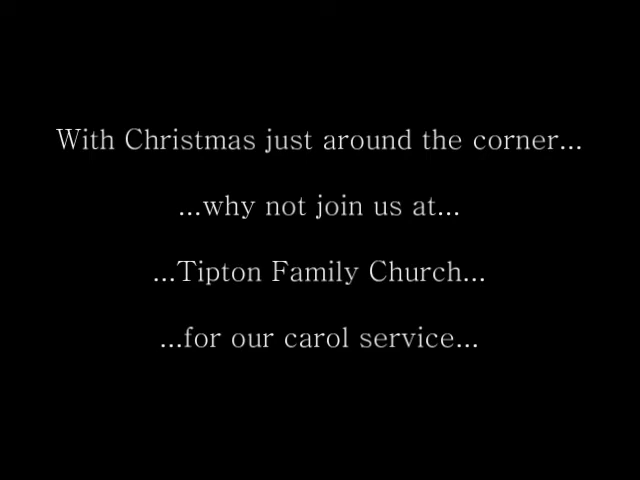 With Christmas just around the corner...
...why not join us at...
...Tipton Family Church...
...for our carol service...